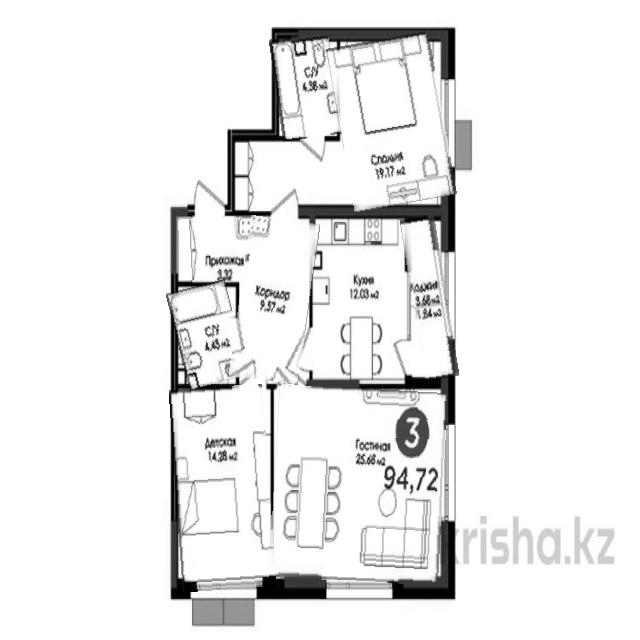 С/У
4.38 м2
Спальня
19.17 м2
Прихожая
3.32
Коридор
9.57 м2
Кухня
12.03 м2
Лоджия
3.68 м2
1.84 м2
С/У
4.45 м2
Детская
14.28 м2
Гостиная
25.68 м2
3
94,72
krisha.kz